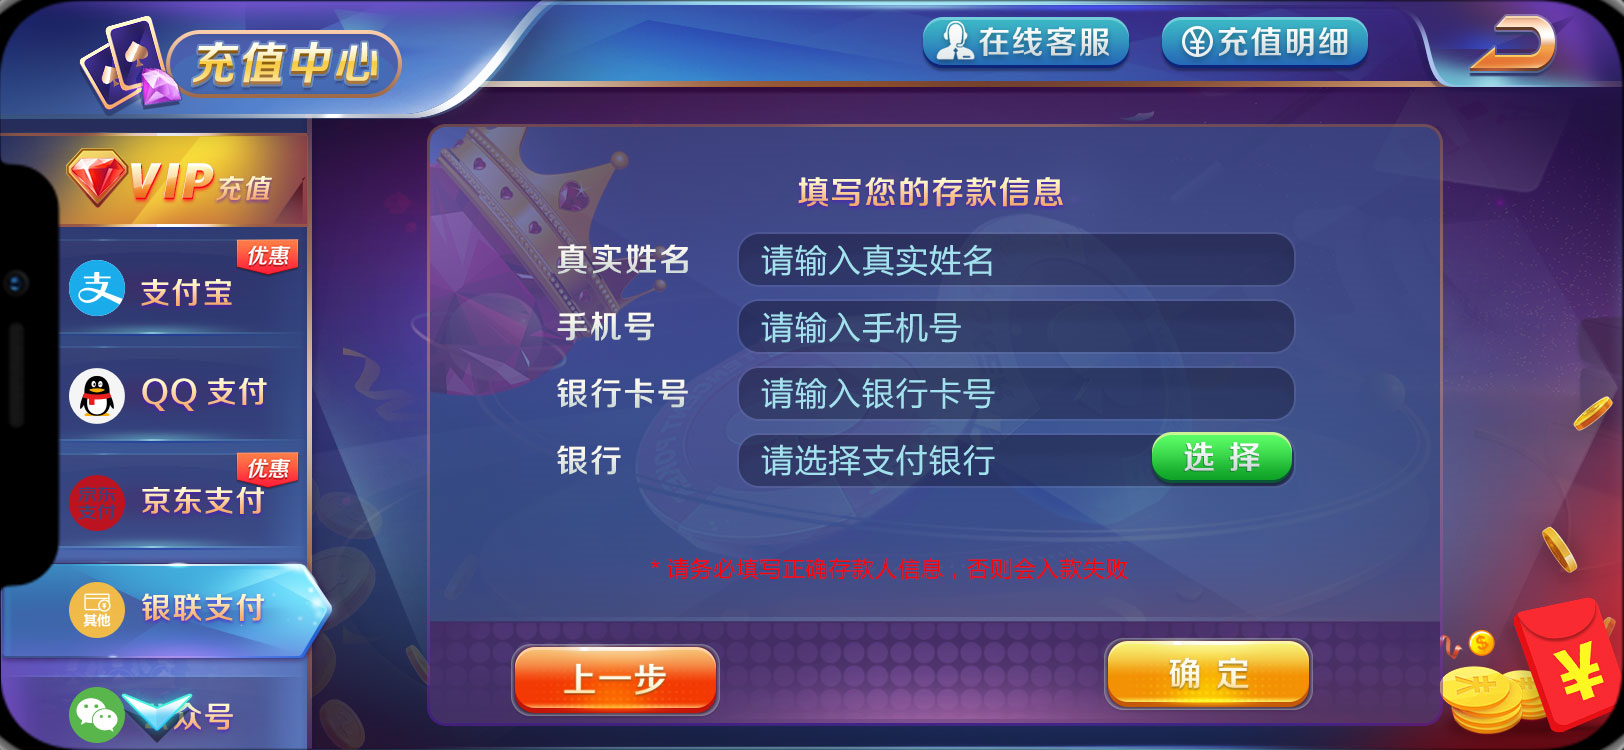 充值中心
在线客服
充值明细
VIP充值
优惠
支付宝
QQ 支付
优惠
京东支付
京东支付
其他
银联支付
众号
填写您的存款信息
真实姓名
请输入真实姓名
手机号
请输入手机号
银行卡号
请输入银行卡号
银行
请选择支付银行
选 择
* 请务必填写正确存款人信息，否则会入款失败
上一步
确 定